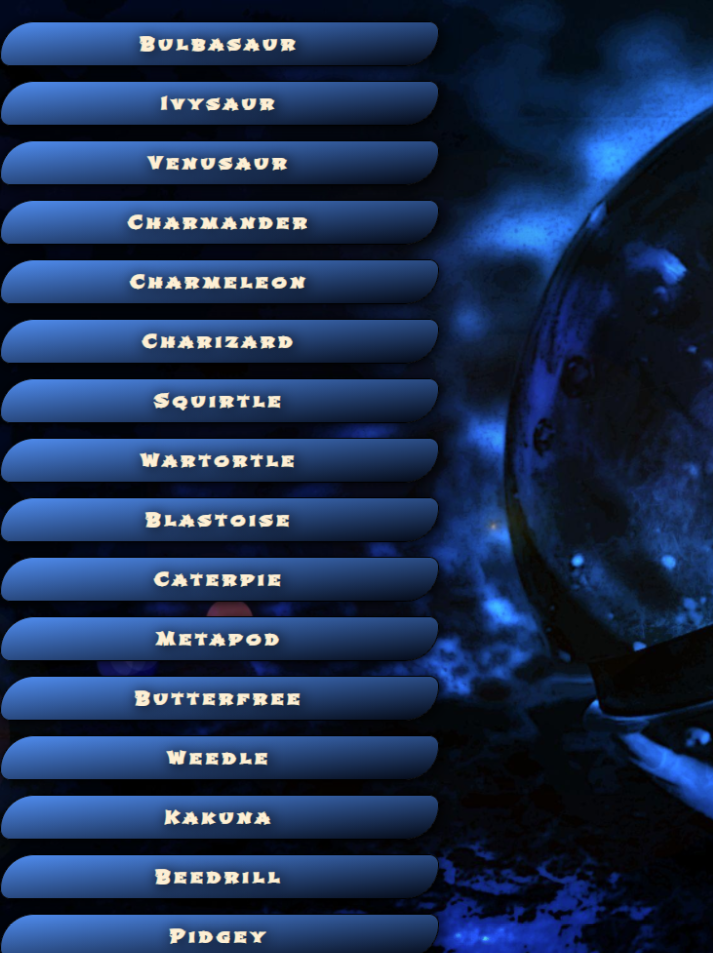 Bulbasaur
Ivysaur
Venusaur
Charmander
Charmeleon
Charizard
Squirtle
Wartortle
Blastoise
Caterpie
Metapod
Butterfree
Weedle
Kakuna
Beedrill
Pidgey